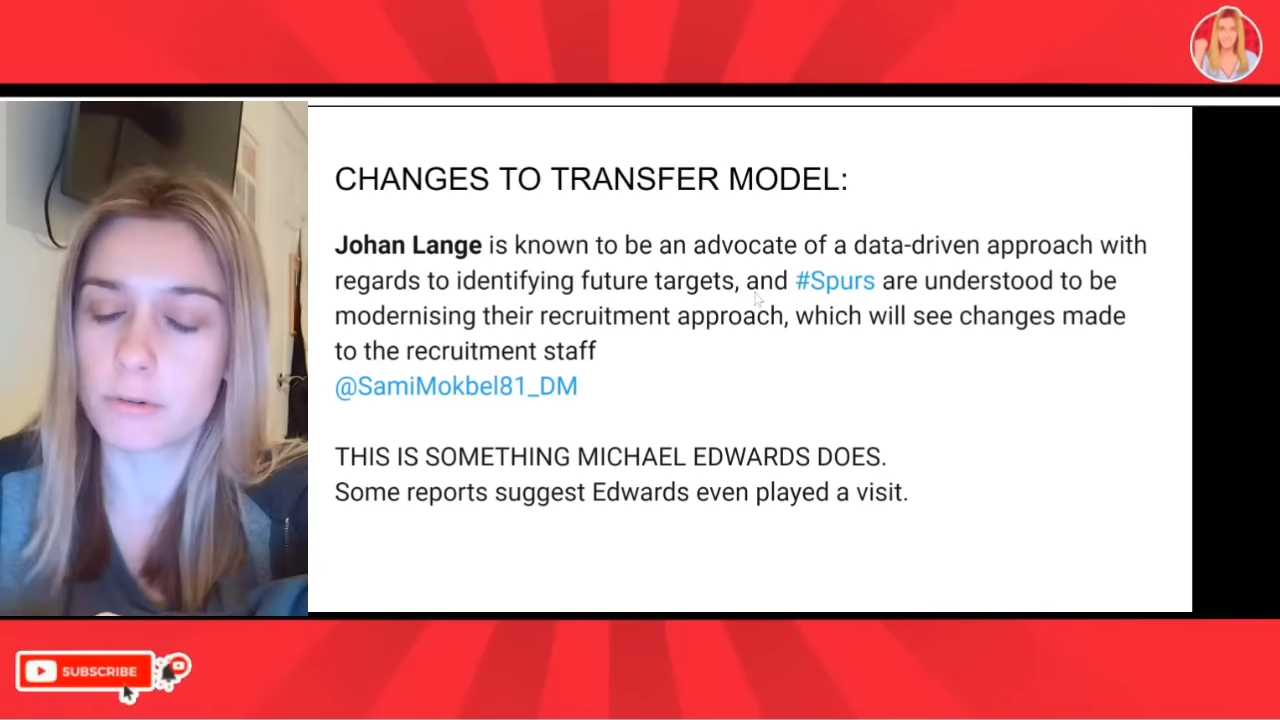 CHANGES TO TRANSFER MODEL:
Johan Lange is known to be an advocate of a data-driven approach with
regards to identifying future targets, and #Spurs are understood to be
modernising their recruitment approach, which will see changes made
to the recruitment staff
@SamiMokbel81_DM
THIS IS SOMETHING MICHAEL EDWARDS DOES.
Some reports suggest Edwards even played a visit.
SUBSCRIBE